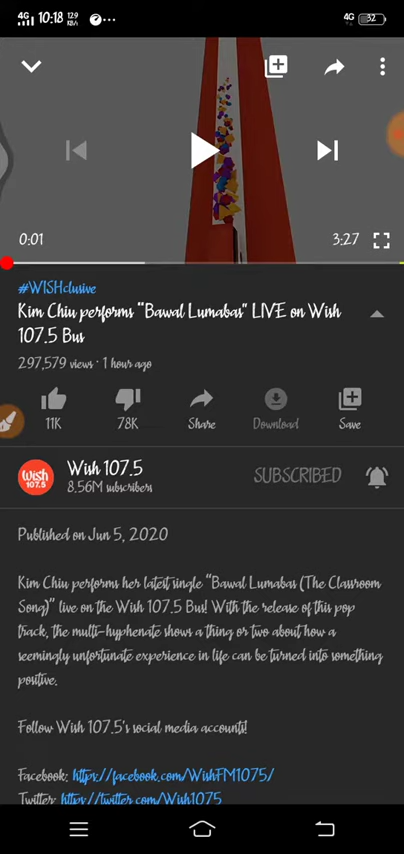 4G 10:18 12.9 KB/s 4G 32
0:01 3:27
#WISHclusive
Kim Chiu performs "Bawal Lumabas" LIVE on Wish
107.5 Bus
297,579 views · 1 hour ago
11K 78K Share Download Save
wish 107.5
Wish 107.5 SUBSCRIBED
8.56M subscribers
Published on Jun 5, 2020
Kim Chiu performs her latest single "Bawal Lumabas (The Classroom
Song)" live on the Wish 107.5 Bus! With the release of this pop
track, the multi-hyphenate shows a thing or two about how a
seemingly unfortunate experience in life can be turned into something
positive.
Follow Wish 107.5's social media accounts!
Facebook: https://facebook.com/WishFM1075/
Twitter: https://twitter.com/Wish1075